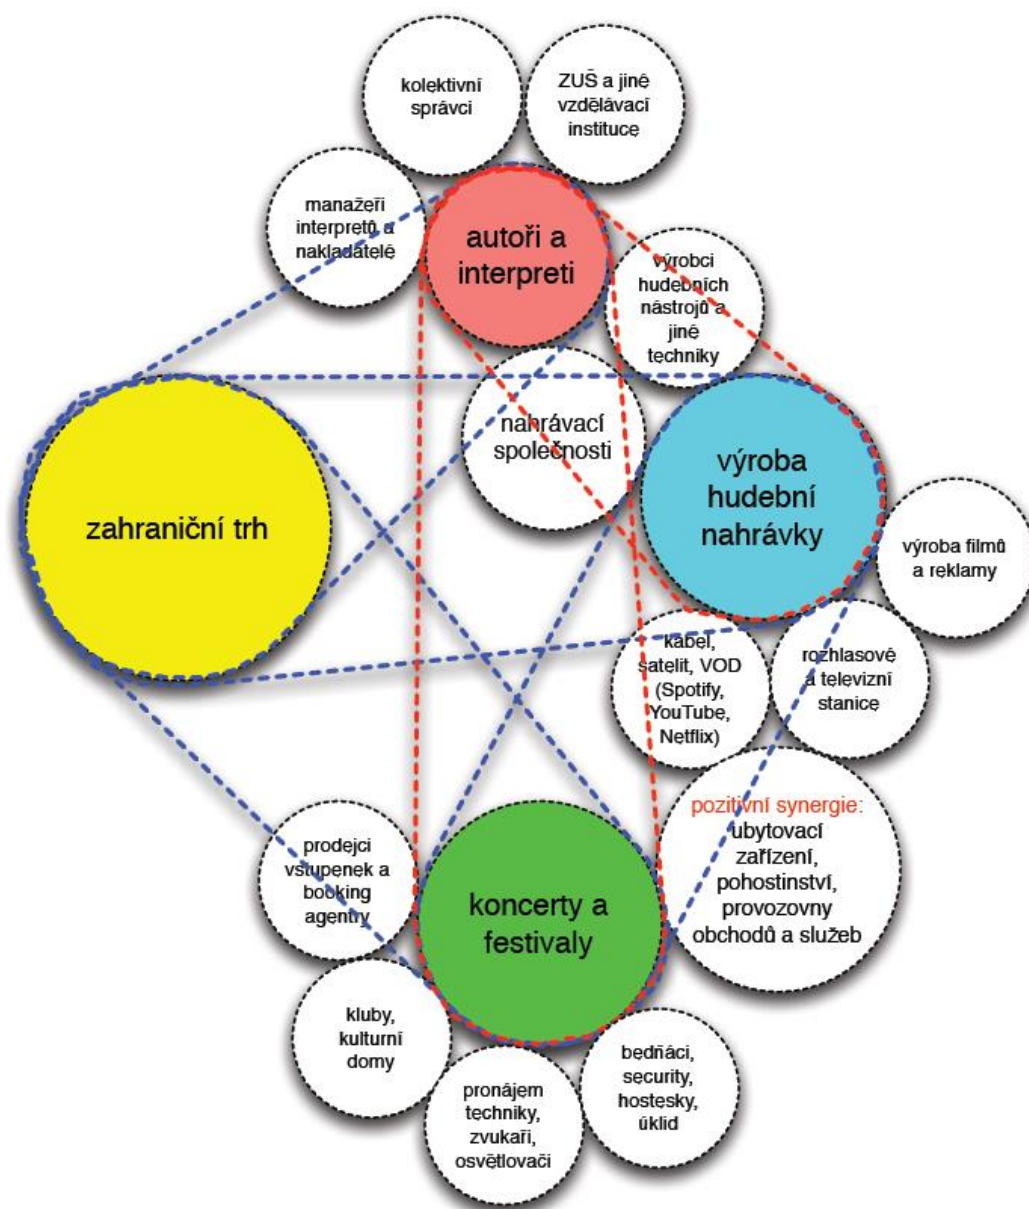 kolektivní
správci
ZUŠ a jiné
vzdělávací
instituce
manažeři
interpretů a
nakladatelé
autoři a
interpreti
výrobci
hudebních
nástrojů a
jiné
techniky
nahrávací
společnosti
zahraniční trh
výroba
hudební
nahrávky
výroba filmů
a reklamy
kabel,
satelit, VOD
(Spotify,
YouTube,
Netflix)
rozhlasové
a televizní
stanice
pozitivní synergie:
ubytovací
zařízení,
pohostinství,
provozovny
obchodů a služeb
prodejci
vstupenek a
booking
agentry
koncerty a
festivaly
kluby,
kulturní
domy
pronájem
techniky,
zvukaři,
osvětlovači
bedňáci,
security,
hostesky,
úklid